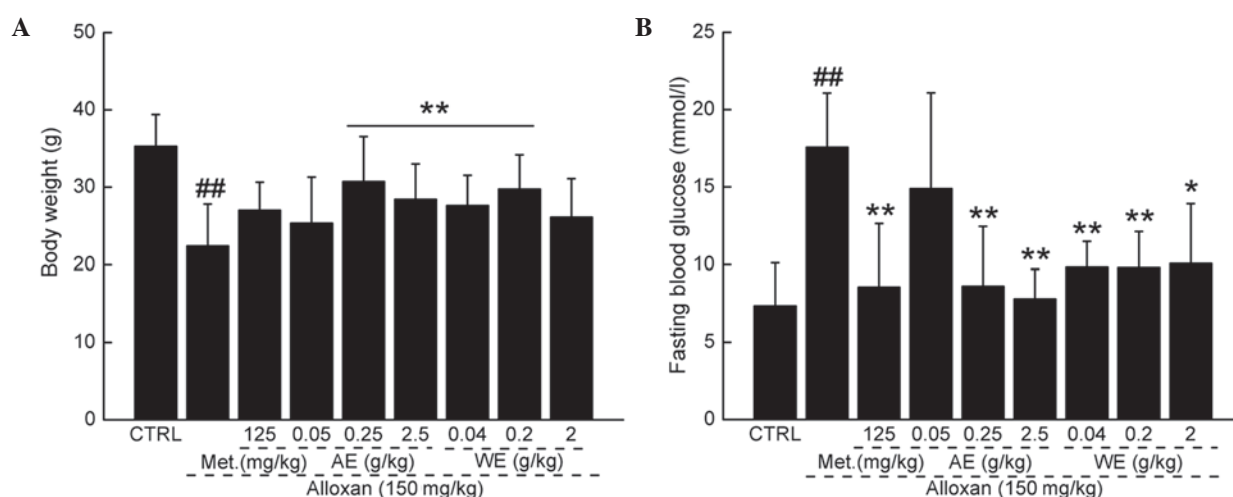 A
Body weight (g)
50
40
30
20
10
0
##
**
CTRL 125 0.05 0.25 2.5 0.04 0.2 2
Met.(mg/kg) AE (g/kg) WE (g/kg)
Alloxan (150 mg/kg)
B
Fasting blood glucose (mmol/l)
25
20
15
10
5
0
##
**
**
**
**
**
*
CTRL 125 0.05 0.25 2.5 0.04 0.2 2
Met.(mg/kg) AE (g/kg) WE (g/kg)
Alloxan (150 mg/kg)